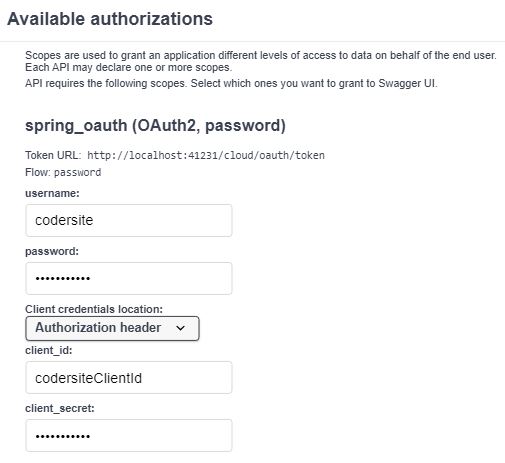 Available authorizations
Scopes are used to grant an application different levels of access to data on behalf of the end user.
Each API may declare one or more scopes.
API requires the following scopes. Select which ones you want to grant to Swagger UI.
spring_oauth (OAuth2, password)
Token URL: http://localhost:41231/cloud/oauth/token
Flow: password
username:
codersite
password:
•••••••••••
Client credentials location:
Authorization header
client_id:
codersiteClientId
client_secret:
•••••••••••